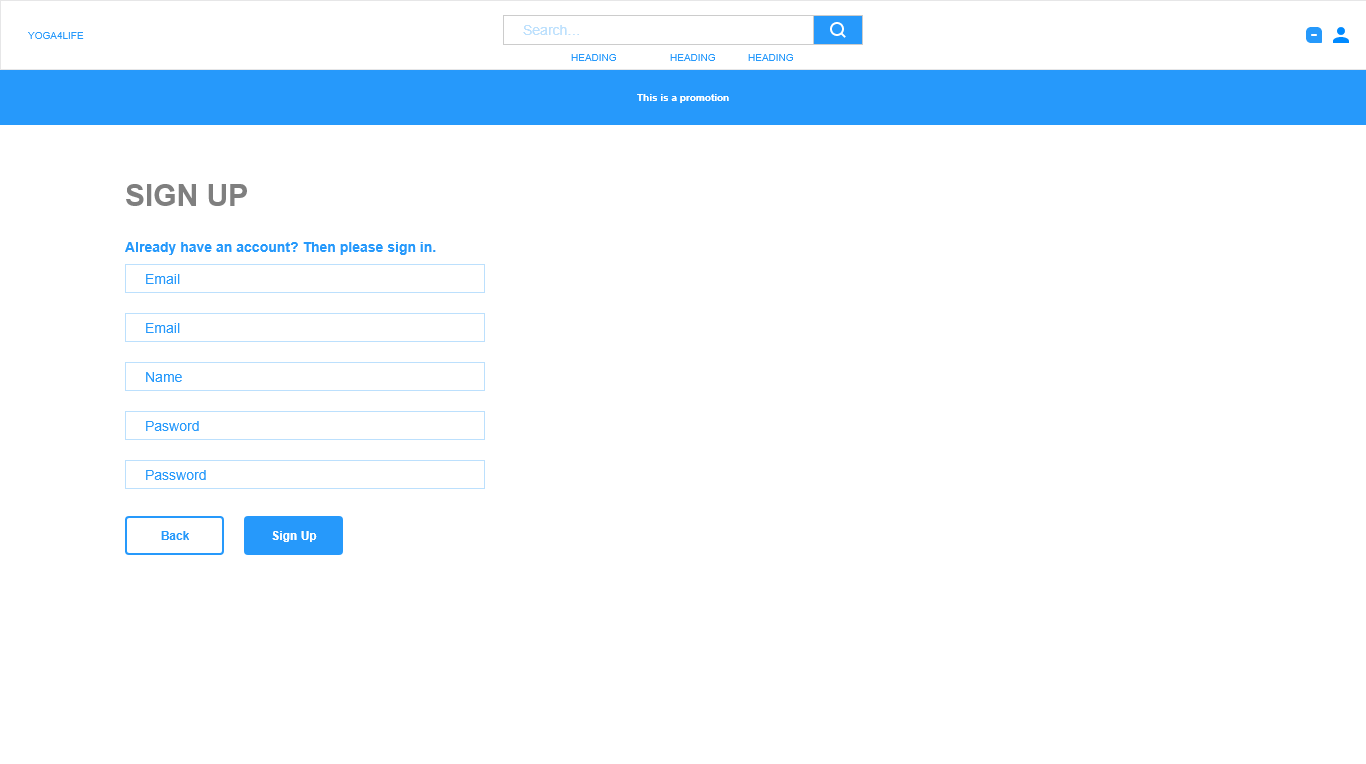 YOGA4LIFE
Search...
HEADING HEADING HEADING
This is a promotion
SIGN UP
Already have an account? Then please sign in.
Email
Email
Name
Pasword
Password
Back Sign Up